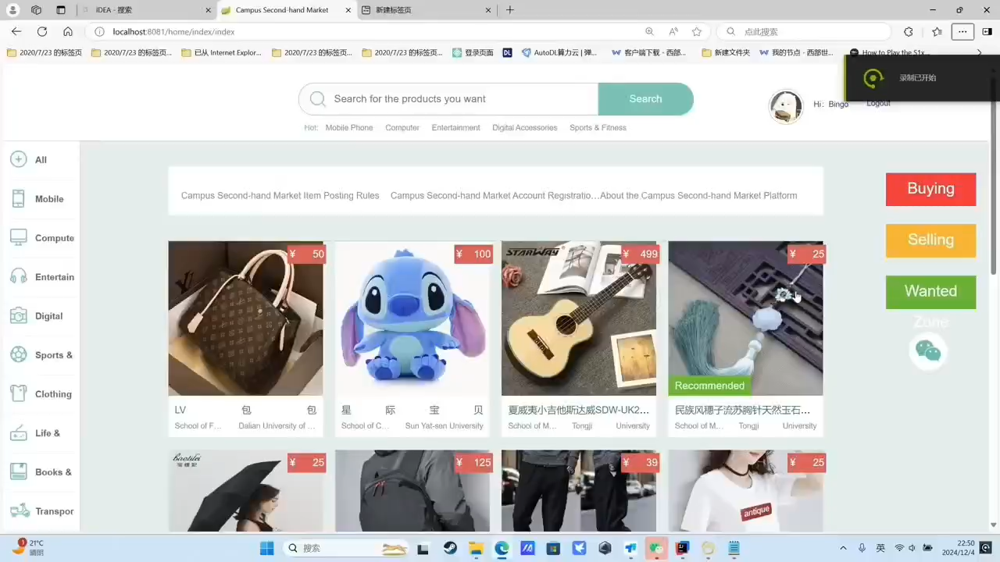 IDEA - 搜索
Campus Second-hand Market
新建标签页
localhost:8081/home/index/index
点此搜索
2020/7/23 的标签页
2020/7/23 的标签页...
已从 Internet Explor...
2020/7/23 的标签页...
2020/7/23 的标签页...
登录页面
DL
AutoDL算力云 | 弹...
客户端下载 - 西部...
新建文件夹
我的节点 - 西部世...
How to Play the S1x...
录制已开始
Search for the products you want
Search
Hi: Bingo
Logout
Hot: Mobile Phone Computer Entertainment Digital Accessories Sports & Fitness
All
Mobile
Compute
Entertain
Digital
Sports &
Clothing
Life &
Books &
Transpor
Campus Second-hand Market Item Posting Rules
Campus Second-hand Market Account Registratio...
About the Campus Second-hand Market Platform
Buying
Selling
Wanted
Zone
¥ 50
¥ 100
STARWAY
¥ 499
¥ 25
Recommended
LV 包 包
School of F... Dalian University of ...
星 际 宝 贝
School of C... Sun Yat-sen University
夏威夷小吉他斯达威SDW-UK2...
School of M... Tongji University
民族风穗子流苏胸针天然玉石...
School of M... Tongji University
¥ 25
¥ 125
¥ 39
¥ 25
antique
21°C
晴朗
搜索
英
22:50
2024/12/4